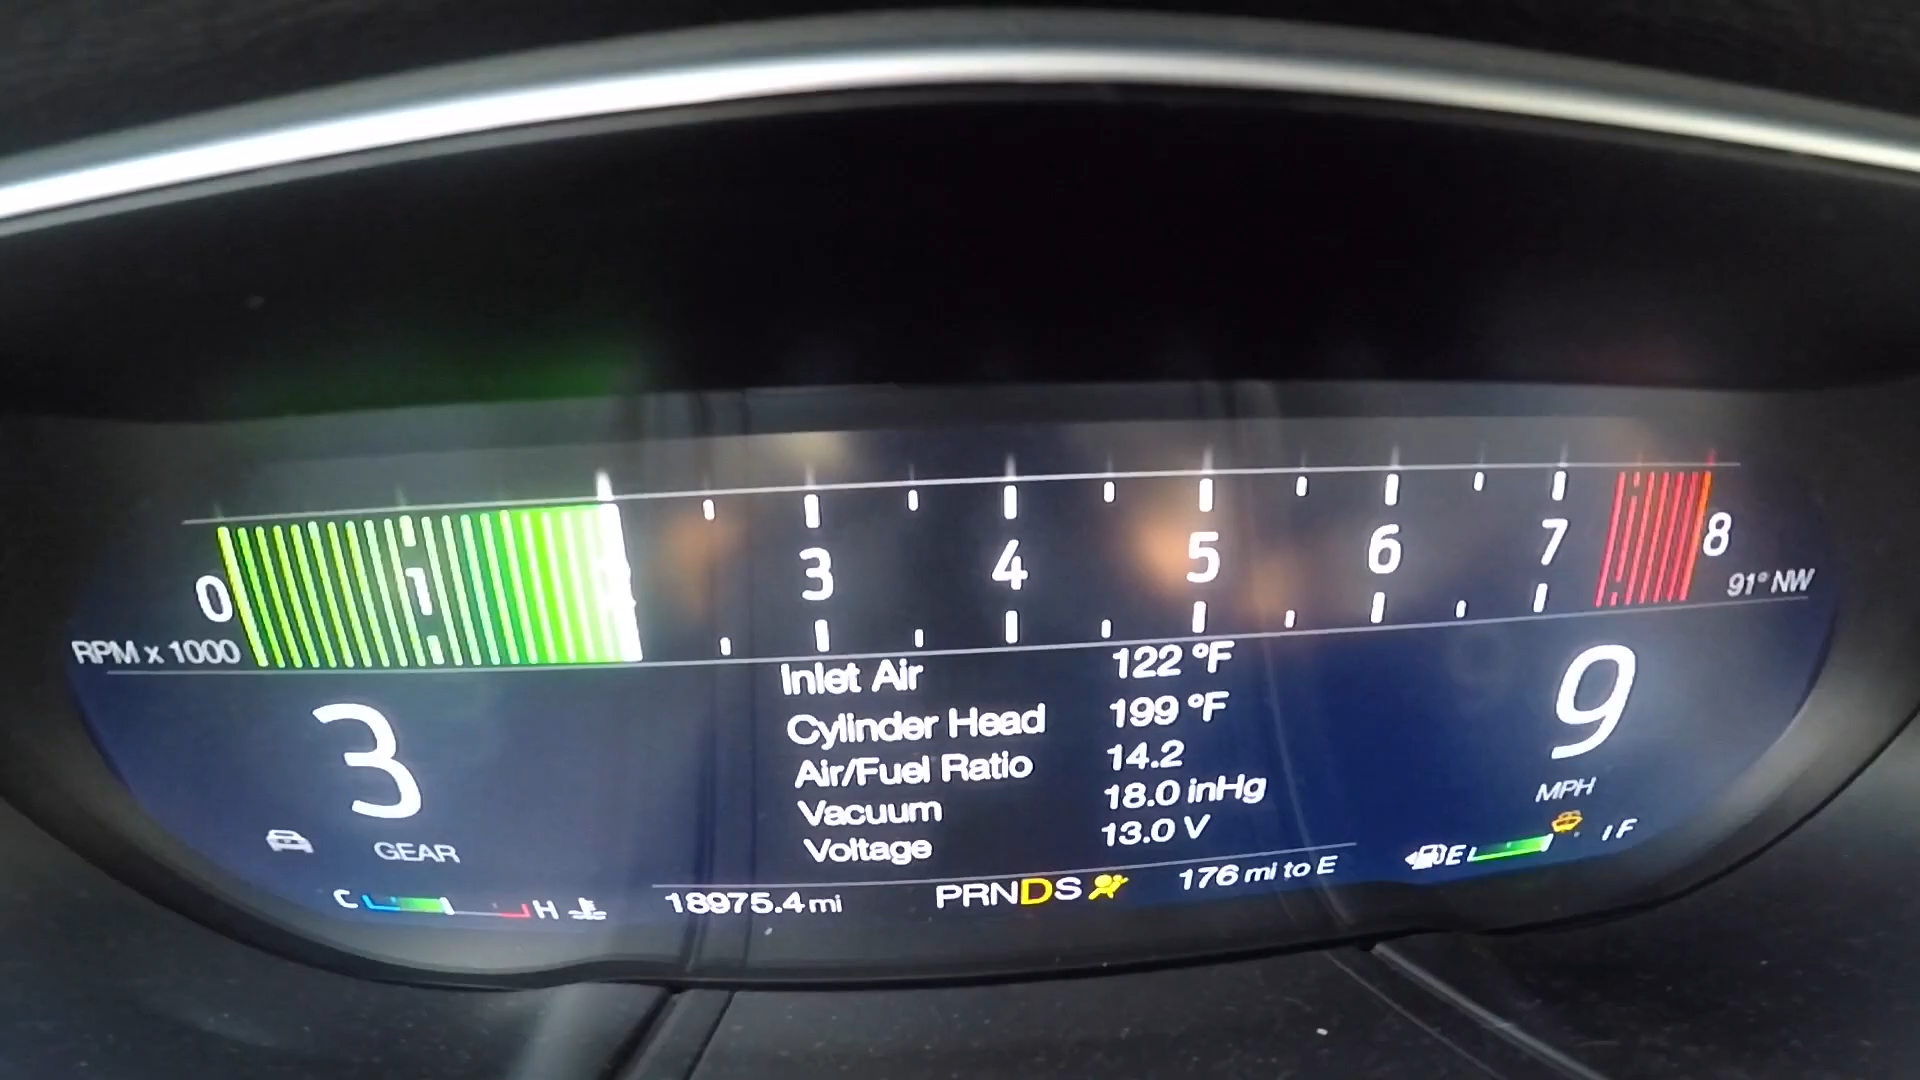 0 1 2 3 4 5 6 7 8
RPM x 1000
91° NW
3
GEAR
Inlet Air 122 °F
Cylinder Head 199 °F
Air/Fuel Ratio 14.2
Vacuum 18.0 inHg
Voltage 13.0 V
9
MPH
C H
18975.4 mi
PRNDS
176 mi to E
E F